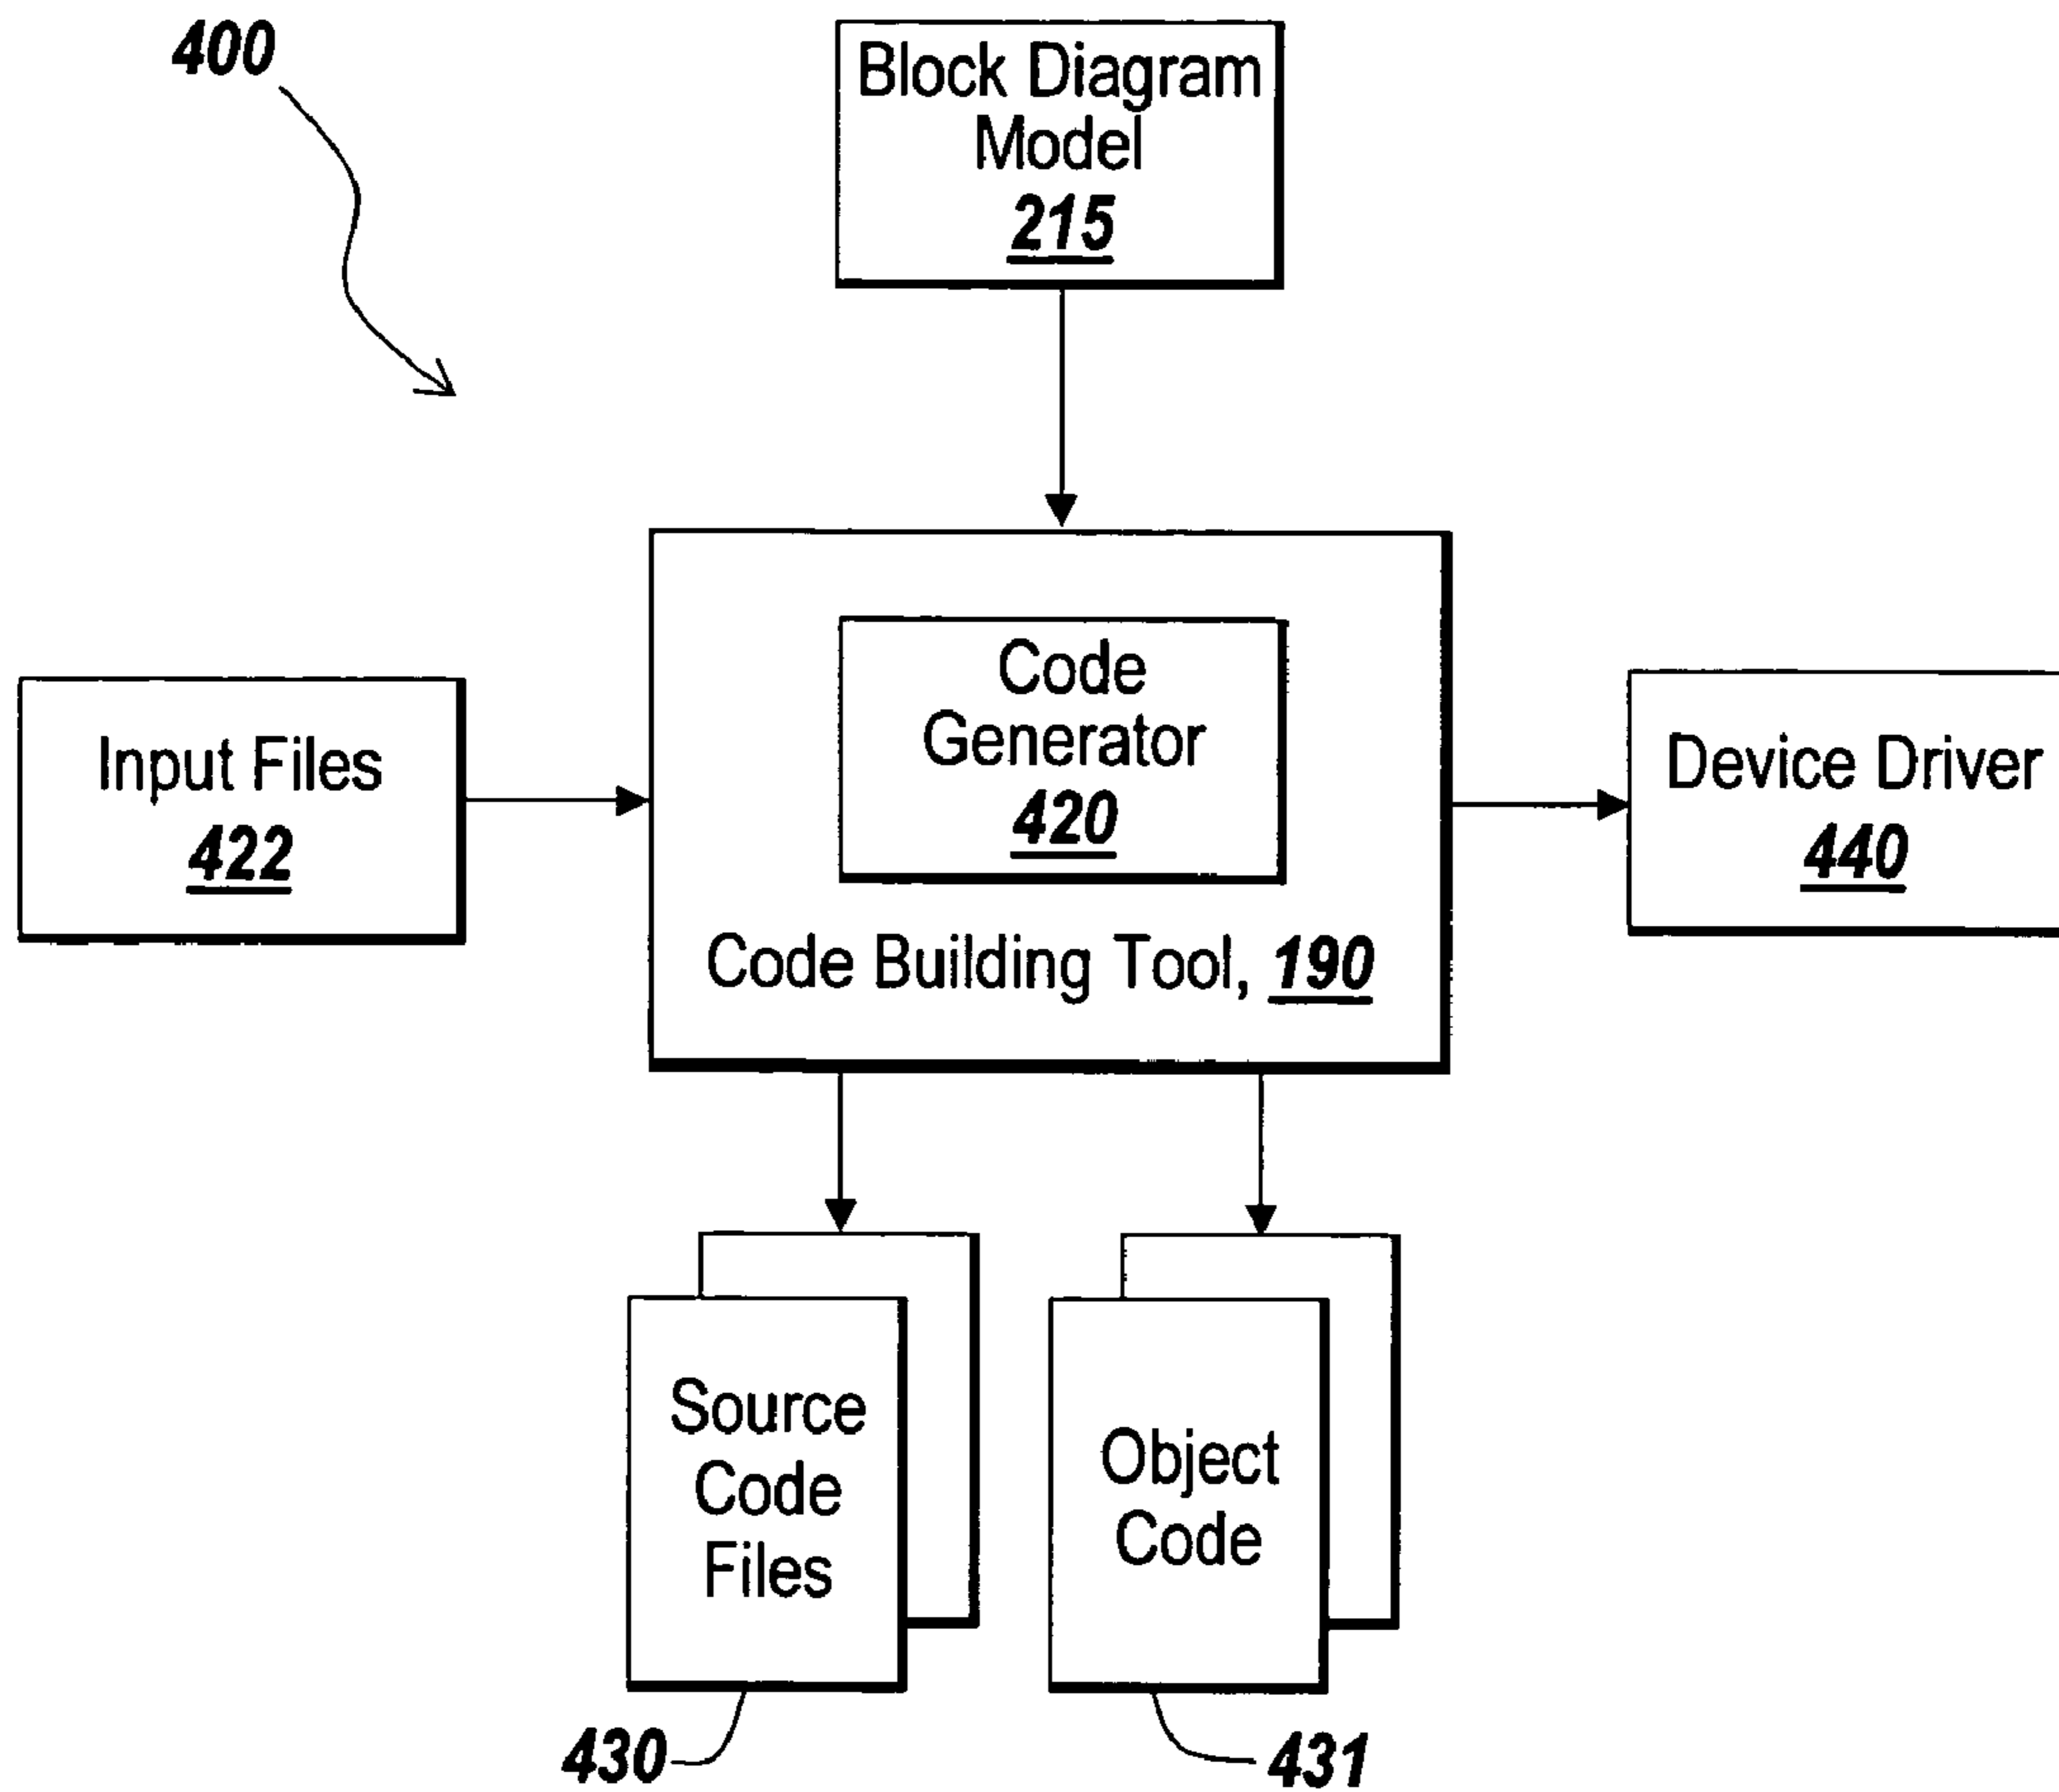 400
Block Diagram
Model
215
Code
Generator
420
Input Files
422
Device Driver
440
Code Building Tool, 190
Source
Code
Files
Object
Code
430
431